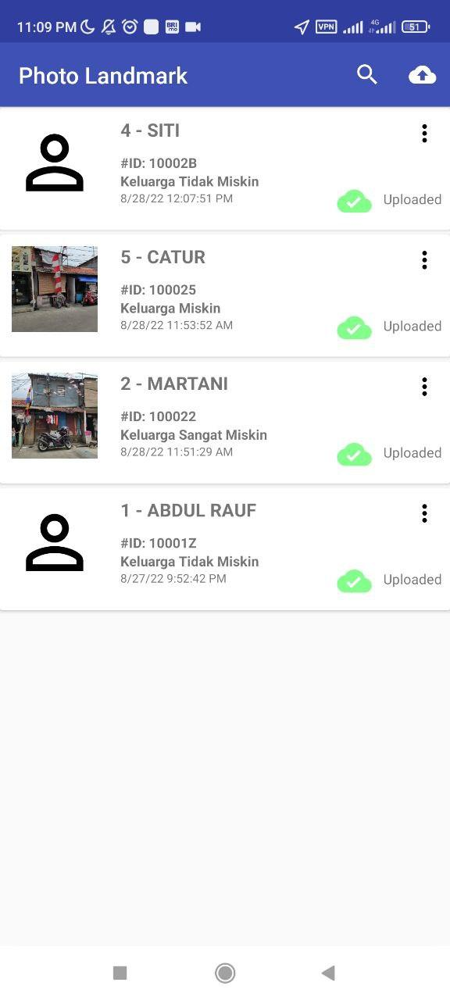 11:09 PM
BRI
mo
VPN
4G
51
Photo Landmark
4 - SITI
#ID: 10002B
Keluarga Tidak Miskin
8/28/22 12:07:51 PM
Uploaded
5 - CATUR
#ID: 100025
Keluarga Miskin
8/28/22 11:53:52 AM
Uploaded
2 - MARTANI
#ID: 100022
Keluarga Sangat Miskin
8/28/22 11:51:29 AM
Uploaded
1 - ABDUL RAUF
#ID: 10001Z
Keluarga Tidak Miskin
8/27/22 9:52:42 PM
Uploaded